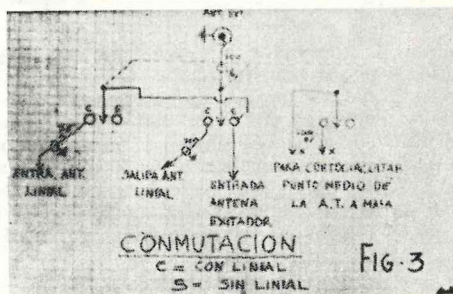 ANT. EXT.
C S C S
ENTRA. ANT.
LINIAL
SALIDA ANT.
LINIAL
ENTRADA
ANTENA
EXITADOR
PARA CORTOCIRCUITAR
PUNTO MEDIO DE
LA A.T. A MASA
CONMUTACION
C = CON LINIAL
S = SIN LINIAL
FIG-3